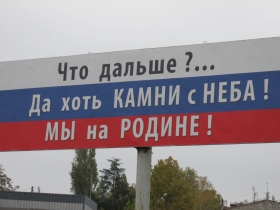 Что дальше ?...
Да хоть КАМНИ с НЕБА !
МЫ на РОДИНЕ !